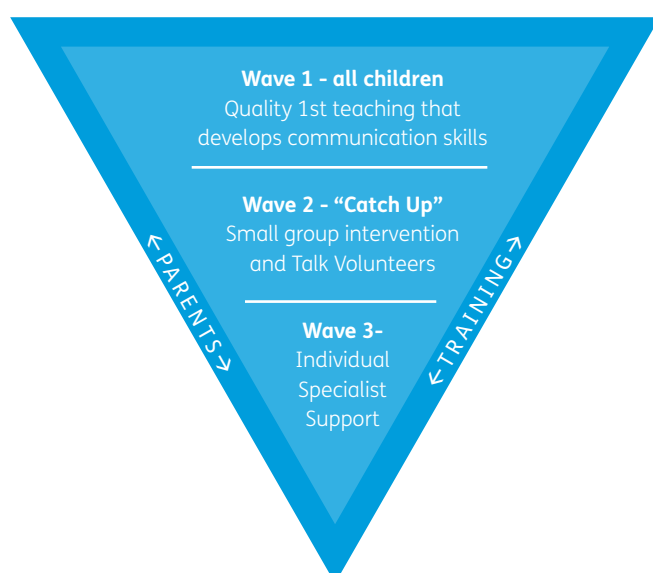 Wave 1 - all children
Quality 1st teaching that
develops communication skills
Wave 2 - “Catch Up”
Small group intervention
and Talk Volunteers
Wave 3-
Individual
Specialist
Support
←PARENTS→
←TRAINING→